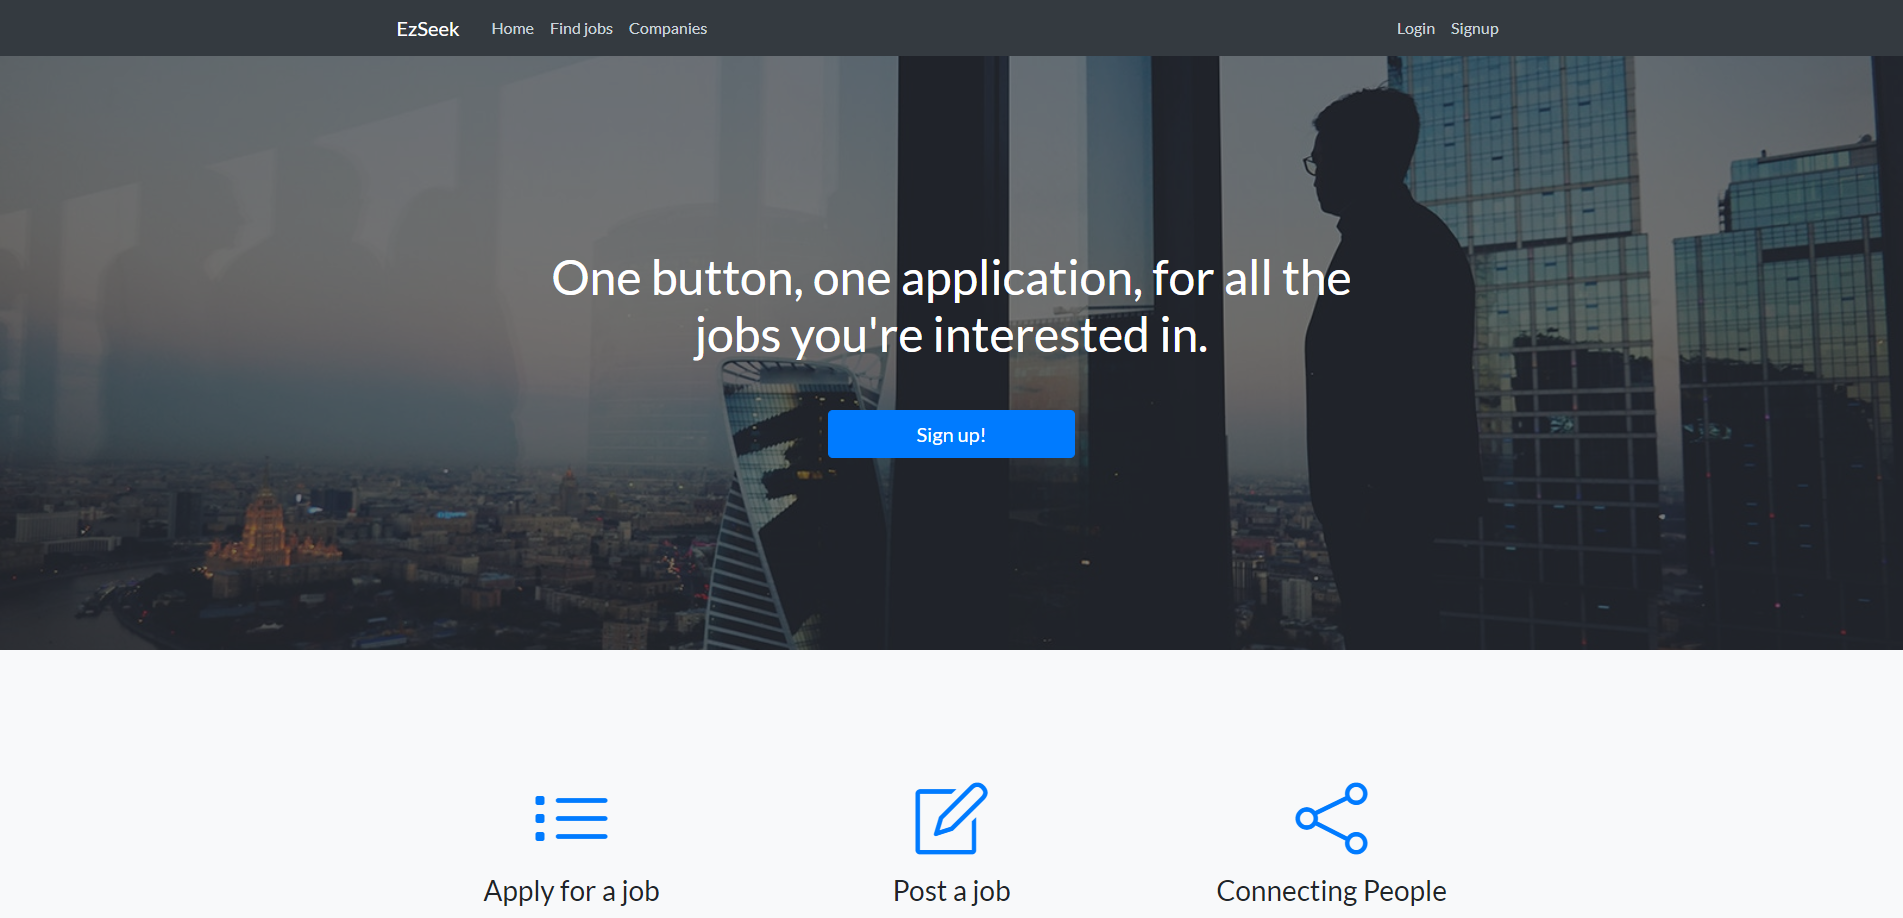 EzSeek Home Find jobs Companies Login Signup
One button, one application, for all the
jobs you're interested in.
Sign up!
Apply for a job
Post a job
Connecting People